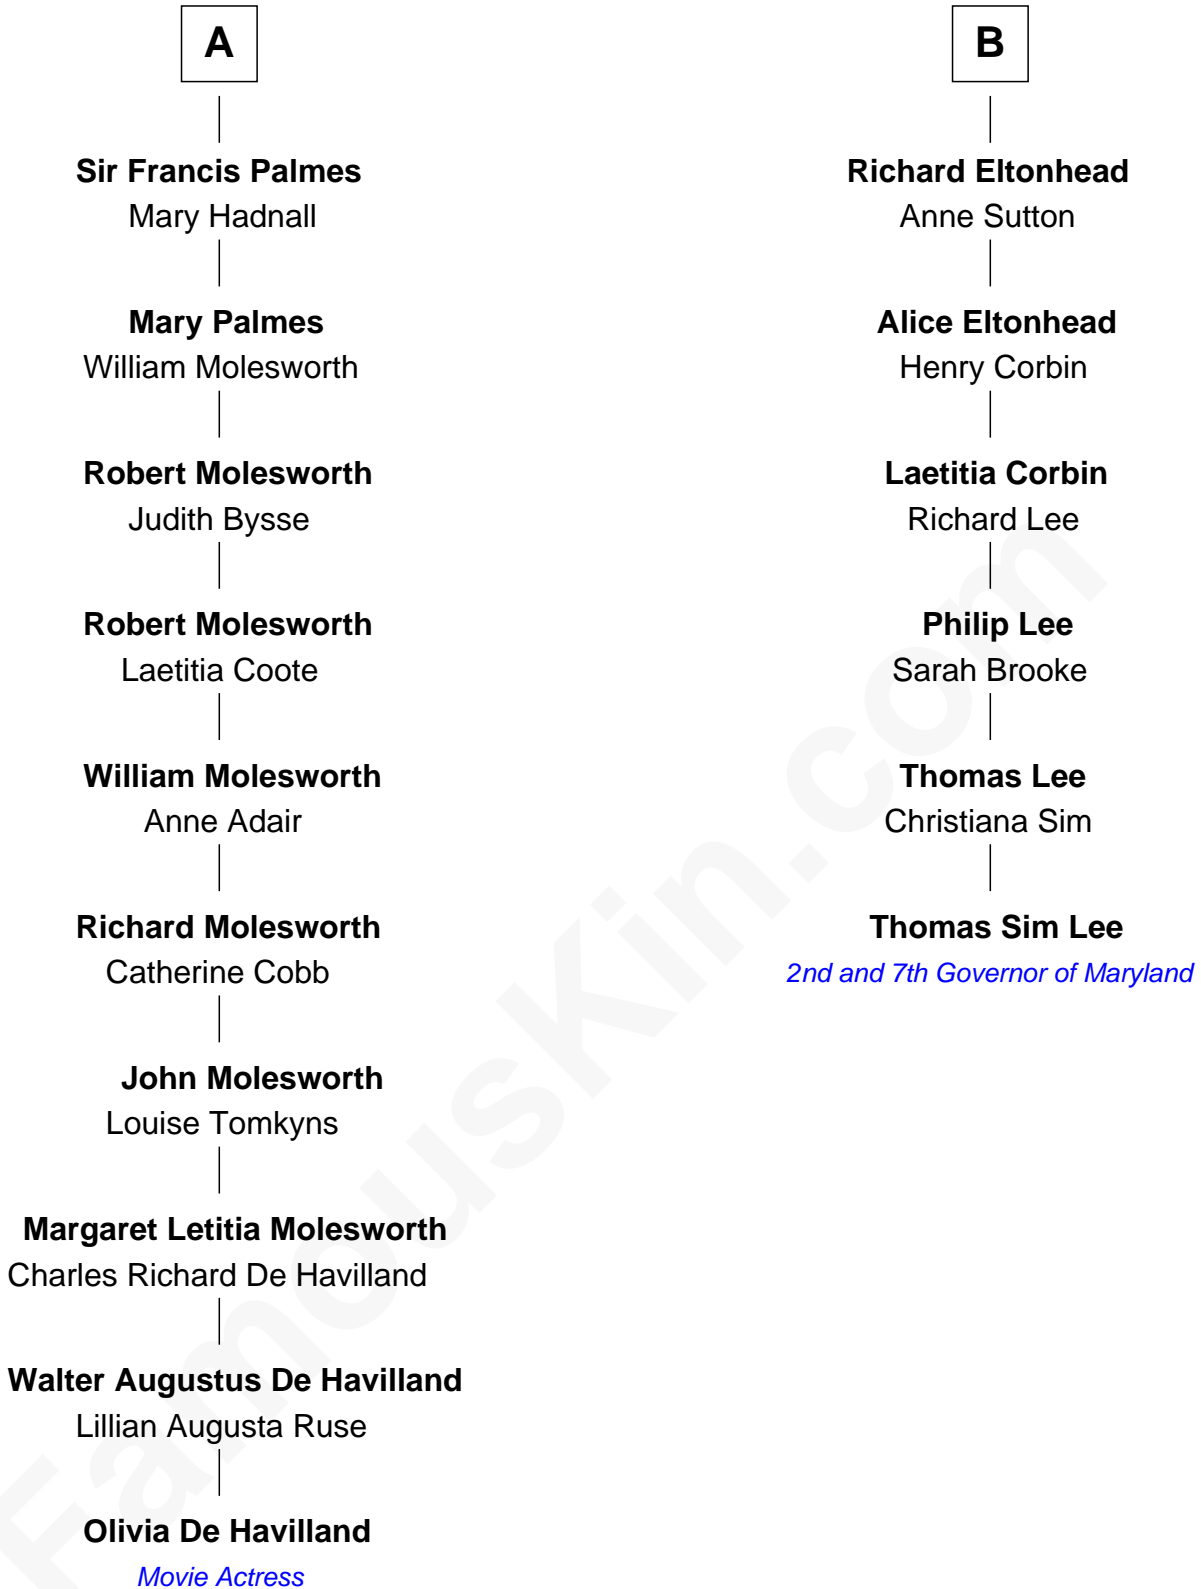 A
Sir Francis Palmes
Mary Hadnall
Mary Palmes
William Molesworth
Robert Molesworth
Judith Bysse
Robert Molesworth
Laetitia Coote
William Molesworth
Anne Adair
Richard Molesworth
Catherine Cobb
John Molesworth
Louise Tomkyns
Margaret Letitia Molesworth
Charles Richard De Havilland
Walter Augustus De Havilland
Lillian Augusta Ruse
Olivia De Havilland
Movie Actress
B
Richard Eltonhead
Anne Sutton
Alice Eltonhead
Henry Corbin
Laetitia Corbin
Richard Lee
Philip Lee
Sarah Brooke
Thomas Lee
Christiana Sim
Thomas Sim Lee
2nd and 7th Governor of Maryland
FamousKin.com